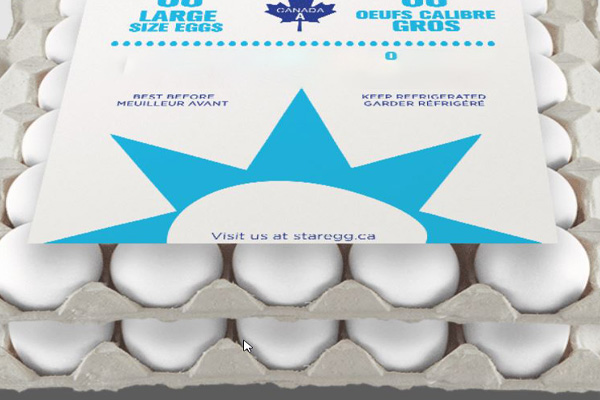 LARGE
SIZE EGGS
CANADA
A
OEUFS CALIBRE
GROS
BEST BEFORE
MEUILLEUR AVANT
KEEP REFRIGERATED
GARDER RÉFRIGÉRÉ
Visit us at staregg.ca